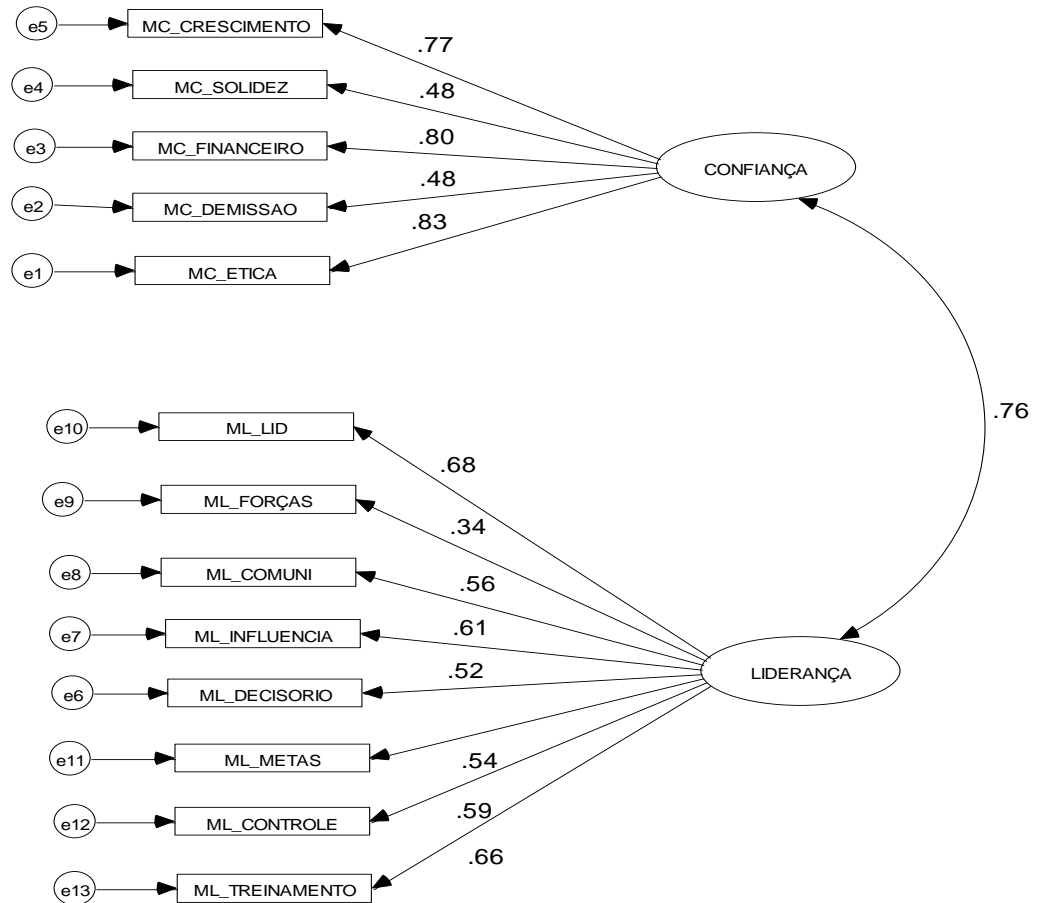 e5 MC_CRESCIMENTO
.77
e4 MC_SOLIDEZ
.48
e3 MC_FINANCEIRO
.80
CONFIANÇA
e2 MC_DEMISSAO
.48
e1 MC_ETICA
.83
.76
e10 ML_LID
.68
e9 ML_FORÇAS
.34
e8 ML_COMUNI
.56
e7 ML_INFLUENCIA
.61
LIDERANÇA
e6 ML_DECISORIO
.52
e11 ML_METAS
.54
e12 ML_CONTROLE
.59
e13 ML_TREINAMENTO
.66